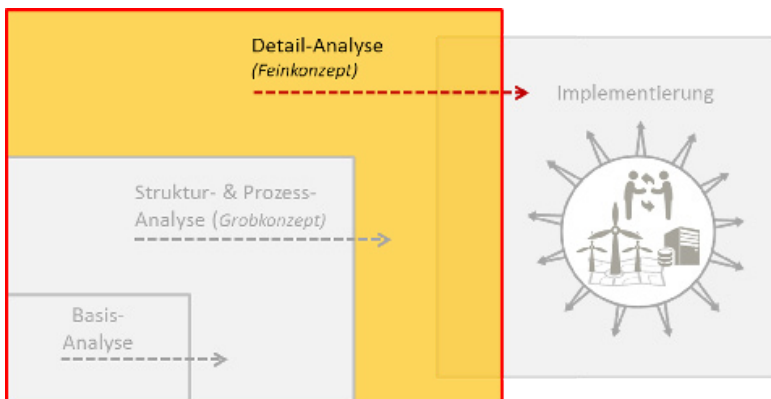 Detail-Analyse
(Feinkonzept)
Implementierung
Struktur- & Prozess-
Analyse (Grobkonzept)
Basis-
Analyse